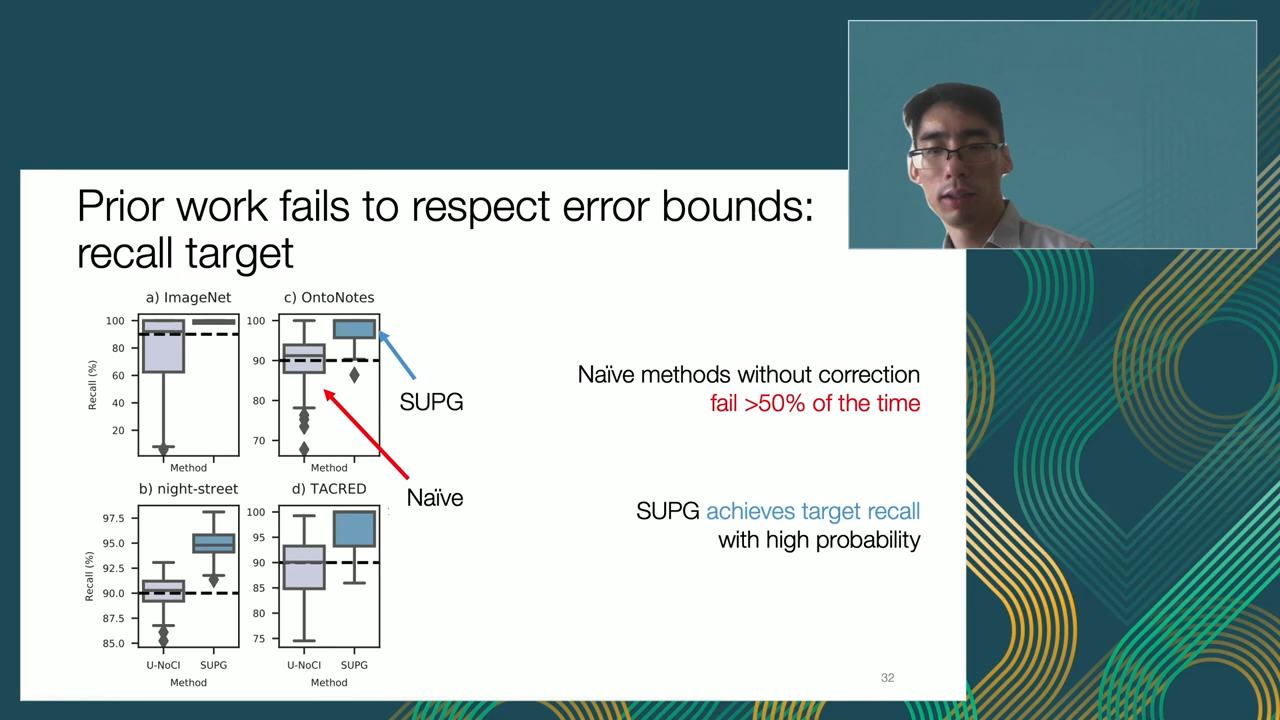 Prior work fails to respect error bounds:
recall target
a) ImageNet
c) OntoNotes
100
80
60
40
20
Recall (%)
Method
100
90
80
70
Method
SUPG
Naïve
b) night-street
d) TACRED
97.5
95.0
92.5
90.0
87.5
85.0
Recall (%)
U-NoCI
SUPG
Method
100
95
90
85
80
75
U-NoCI
SUPG
Method
Naïve methods without correction
fail >50% of the time
SUPG achieves target recall
with high probability
32